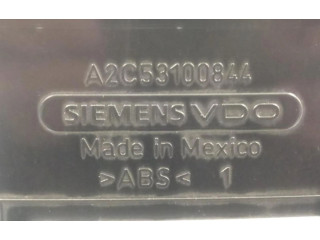 A2C53100844
SIEMENS VDO
Made in Mexico
>ABS< 1